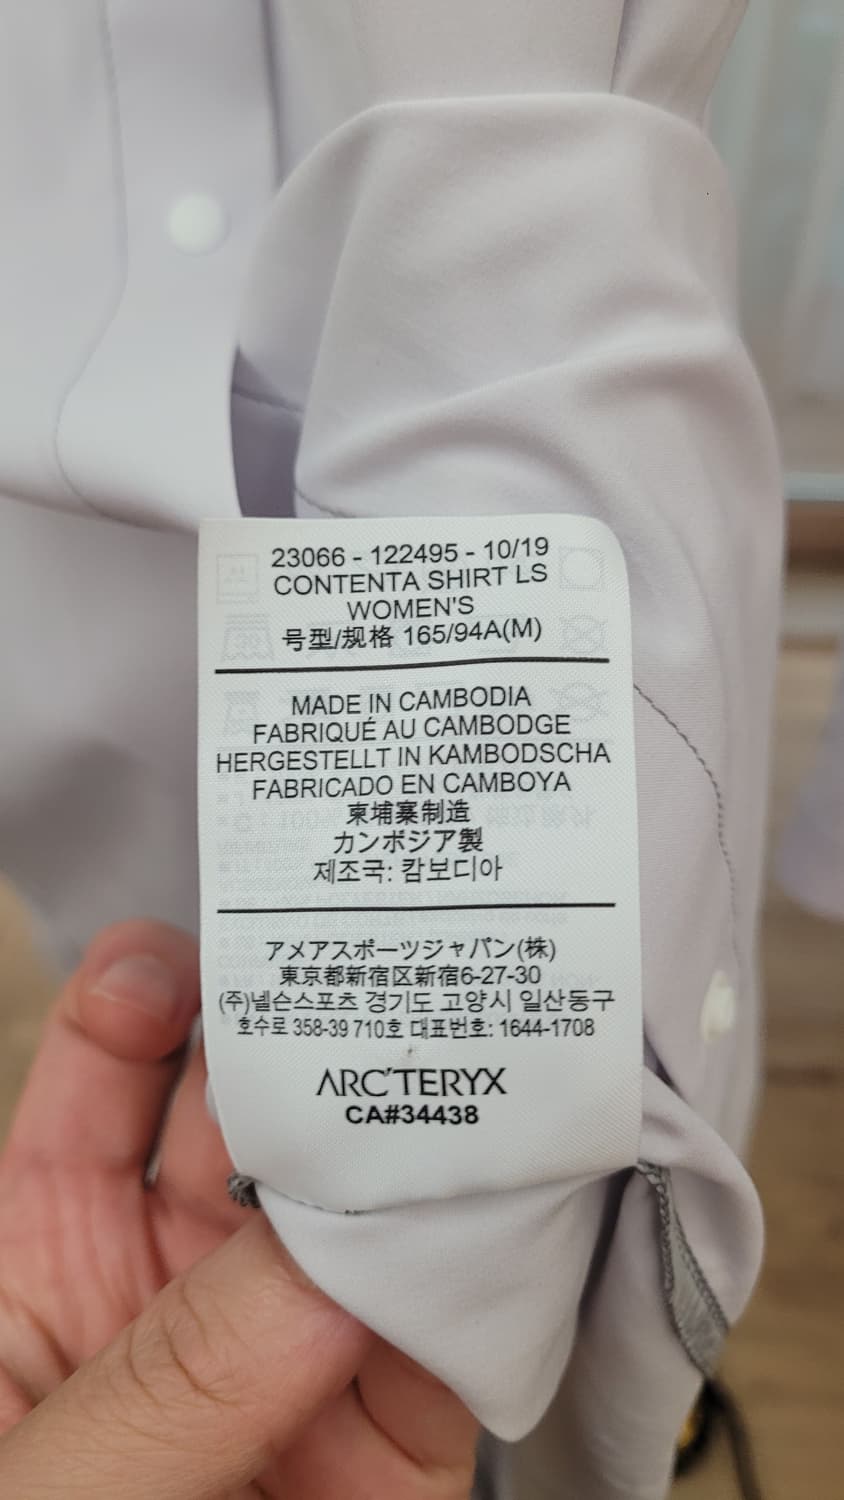 23066 - 122495 - 10/19
CONTENTA SHIRT LS
WOMEN'S
号型/规格 165/94A(M)
MADE IN CAMBODIA
FABRIQUÉ AU CAMBODGE
HERGESTELLT IN KAMBODSCHA
FABRICADO EN CAMBOYA
柬埔寨制造
カンボジア製
제조국: 캄보디아
アメアスポーツジャパン(株)
東京都新宿区新宿6-27-30
(주)넬슨스포츠 경기도 고양시 일산동구
호수로 358-39 710호 대표번호: 1644-1708
ARC'TERYX
CA#34438